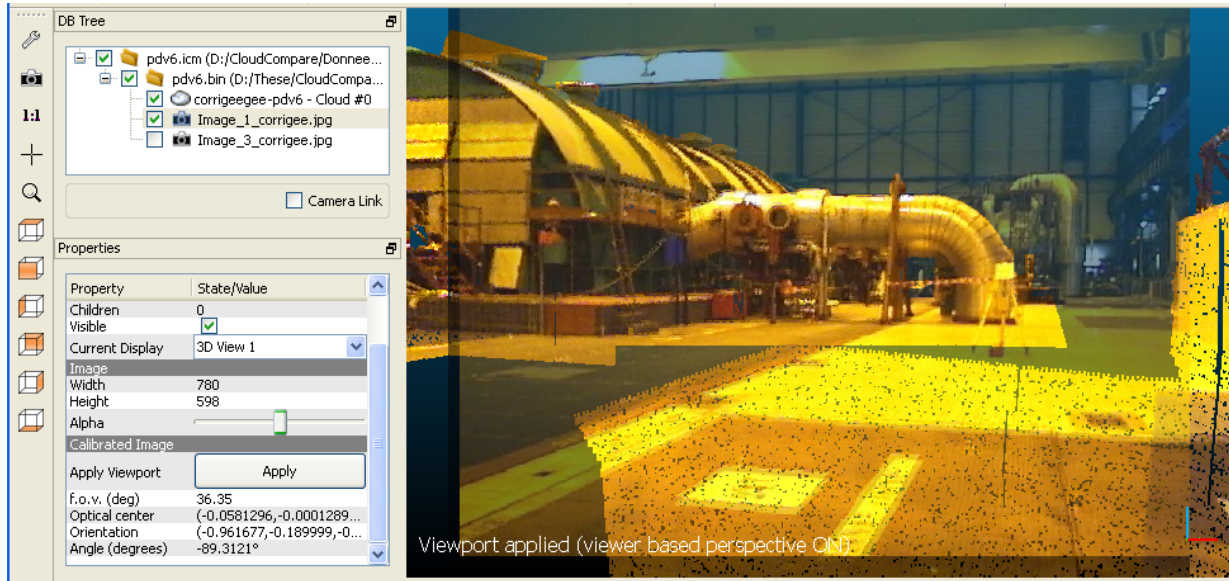 DB Tree
pdv6.icm (D:/CloudCompare/Donnee...
pdv6.bin (D:/These/CloudCompa...
corrigeegee-pdv6 - Cloud #0
Image_1_corrigee.jpg
Image_3_corrigee.jpg
1:1
Camera Link
Properties
Property State/Value
Children 0
Visible
Current Display 3D View 1
Image
Width 780
Height 598
Alpha
Calibrated Image
Apply Viewport Apply
f.o.v. (deg) 36.35
Optical center (-0.0581296,-0.0001289...
Orientation (-0.961677,-0.189999,-0...
Angle (degrees) -89.3121°
Viewport applied (viewer based perspective ON)